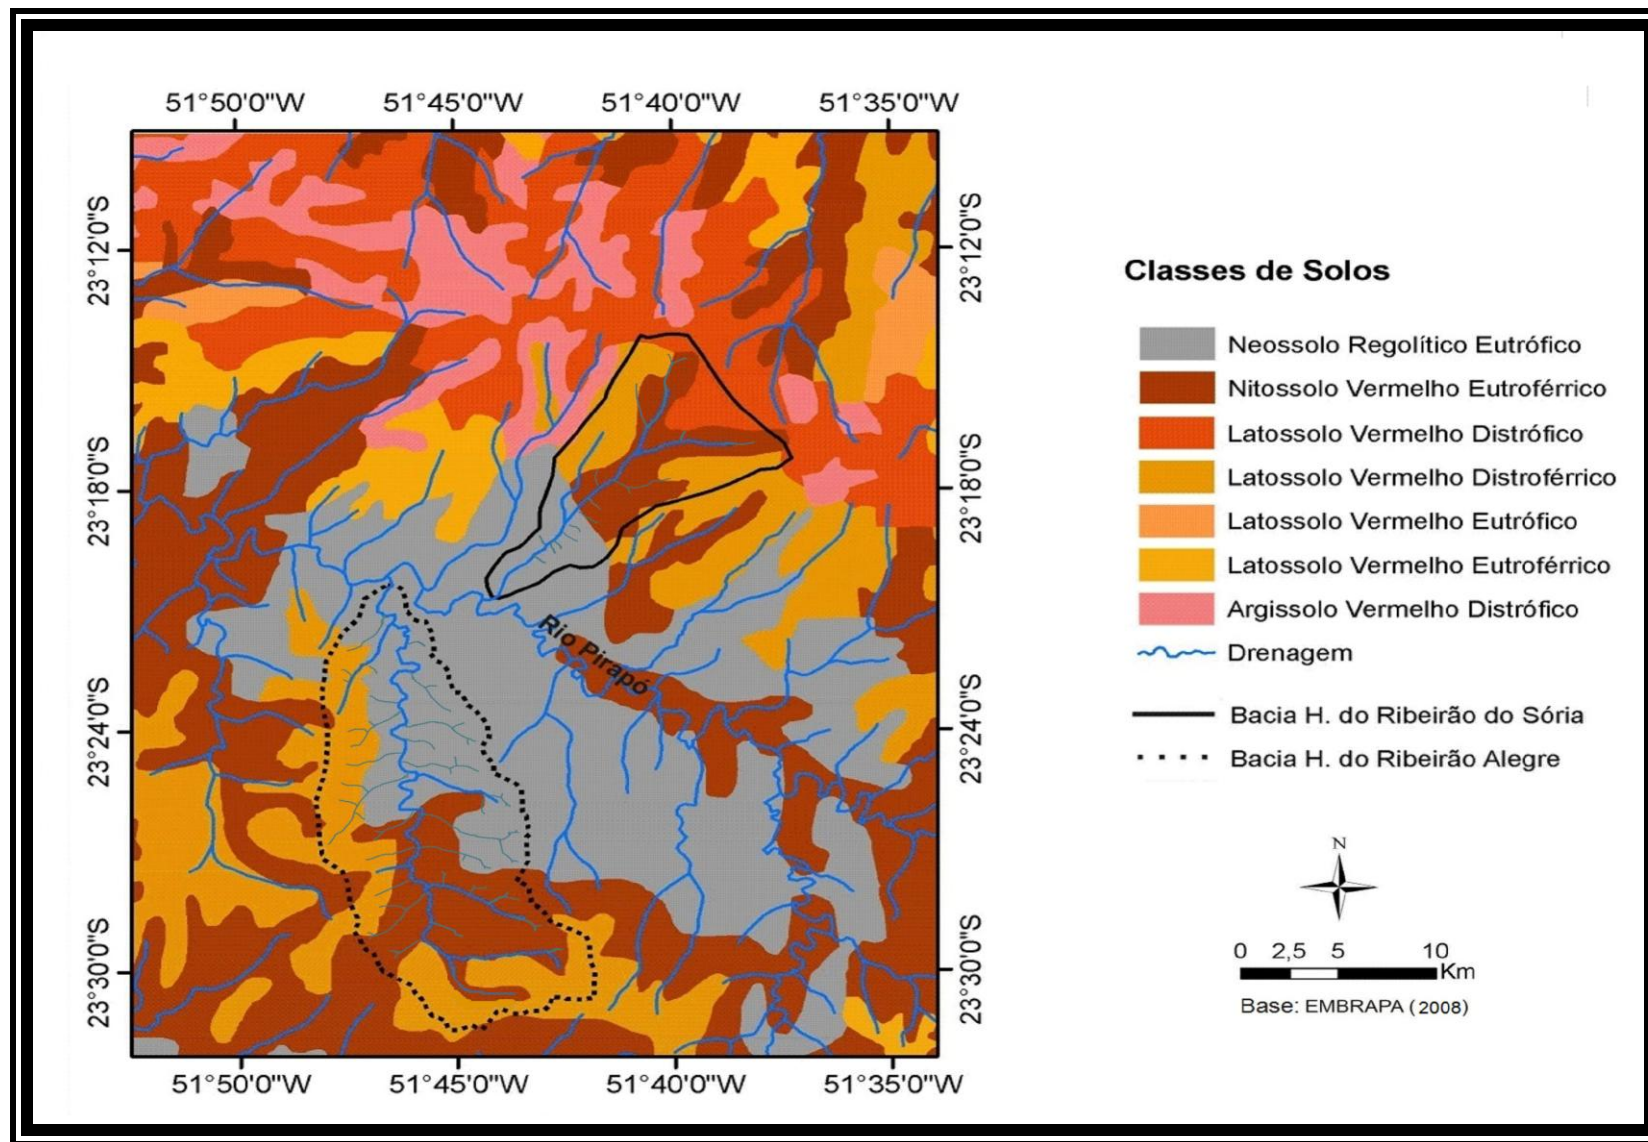 51°50'0"W 51°45'0"W 51°40'0"W 51°35'0"W
23°12'0"S
23°18'0"S
23°24'0"S
23°30'0"S
Rio Pirapó
23°12'0"S
23°18'0"S
23°24'0"S
23°30'0"S
51°50'0"W 51°45'0"W 51°40'0"W 51°35'0"W
Classes de Solos
Neossolo Regolítico Eutrófico
Nitossolo Vermelho Eutroférrico
Latossolo Vermelho Distrófico
Latossolo Vermelho Distroférrico
Latossolo Vermelho Eutrófico
Latossolo Vermelho Eutroférrico
Argissolo Vermelho Distrófico
Drenagem
Bacia H. do Ribeirão do Sória
Bacia H. do Ribeirão Alegre
N
0 2,5 5 10
Km
Base: EMBRAPA (2008)